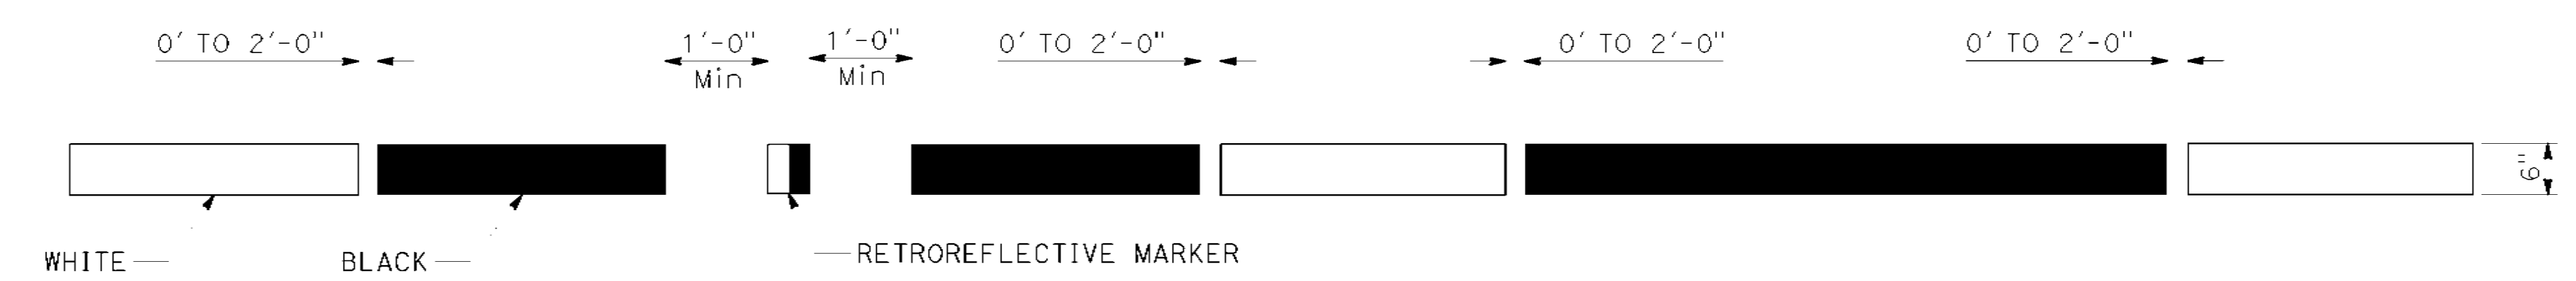 0' TO 2'-0"
1'-0"
Min
1'-0"
Min
0' TO 2'-0"
0' TO 2'-0"
0' TO 2'-0"
6"
WHITE
BLACK
RETROREFLECTIVE MARKER